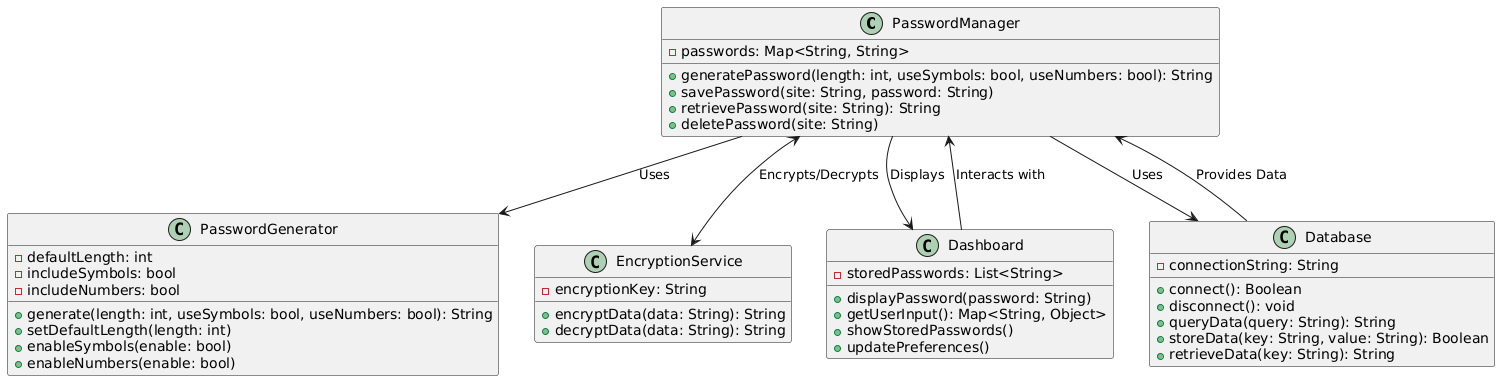 C PasswordManager
passwords: Map<String, String>
generatePassword(length: int, useSymbols: bool, useNumbers: bool): String
savePassword(site: String, password: String)
retrievePassword(site: String): String
deletePassword(site: String)
Uses
Encrypts/Decrypts
Displays
Interacts with
Uses
Provides Data
C PasswordGenerator
defaultLength: int
includeSymbols: bool
includeNumbers: bool
generate(length: int, useSymbols: bool, useNumbers: bool): String
setDefaultLength(length: int)
enableSymbols(enable: bool)
enableNumbers(enable: bool)
C EncryptionService
encryptionKey: String
encryptData(data: String): String
decryptData(data: String): String
C Dashboard
storedPasswords: List<String>
displayPassword(password: String)
getUserInput(): Map<String, Object>
showStoredPasswords()
updatePreferences()
C Database
connectionString: String
connect(): Boolean
disconnect(): void
queryData(query: String): String
storeData(key: String, value: String): Boolean
retrieveData(key: String): String